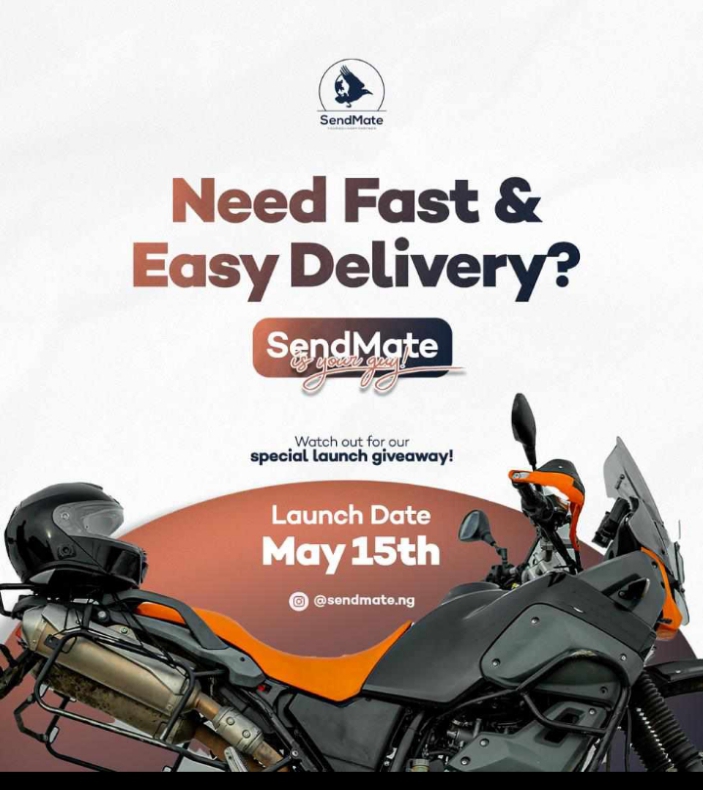 SendMate
Need Fast &
Easy Delivery?
SendMate
is your guy!
Watch out for our
special launch giveaway!
Launch Date
May 15th
@sendmate.ng